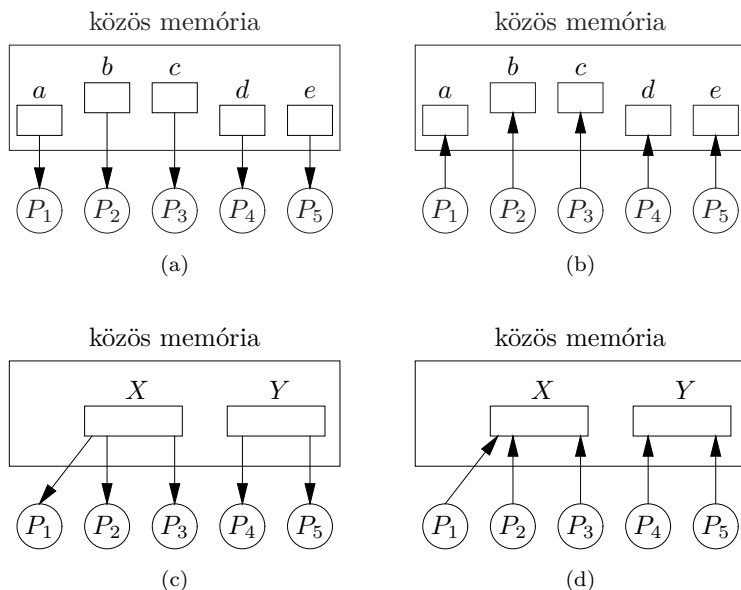 közös memória
a b c d e
P₁ P₂ P₃ P₄ P₅
(a)
közös memória
a b c d e
P₁ P₂ P₃ P₄ P₅
(b)
közös memória
X Y
P₁ P₂ P₃ P₄ P₅
(c)
közös memória
X Y
P₁ P₂ P₃ P₄ P₅
(d)